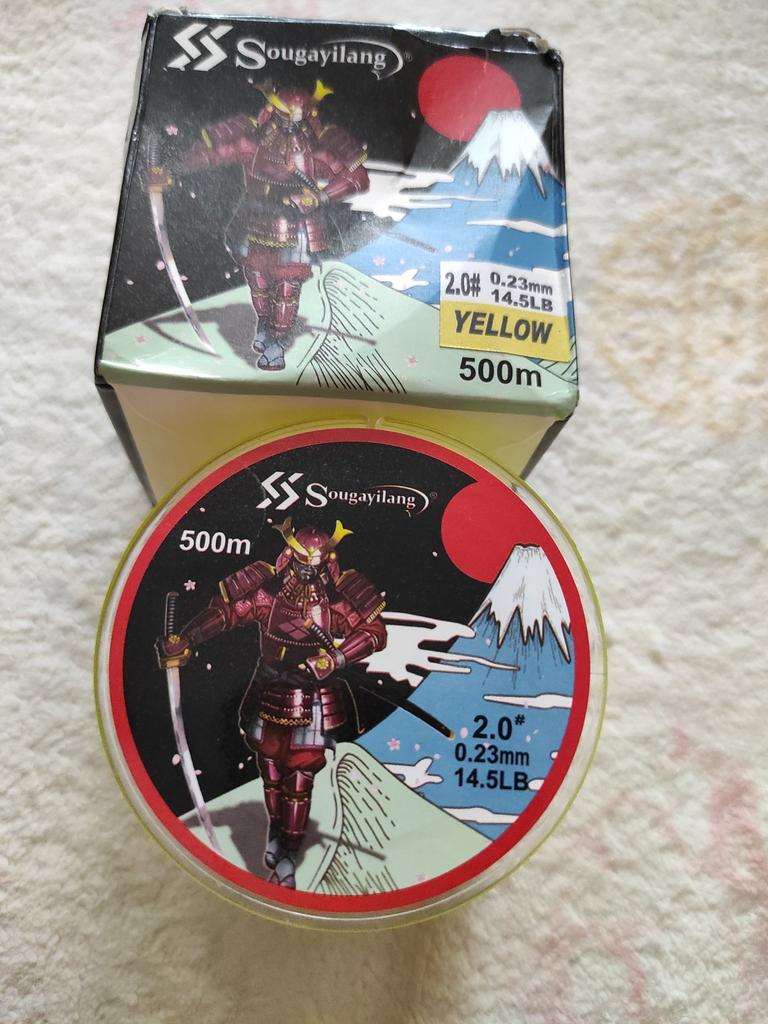 Sougayilang®
2.0# 0.23mm
14.5LB
YELLOW
500m
Sougayilang®
500m
2.0#
0.23mm
14.5LB